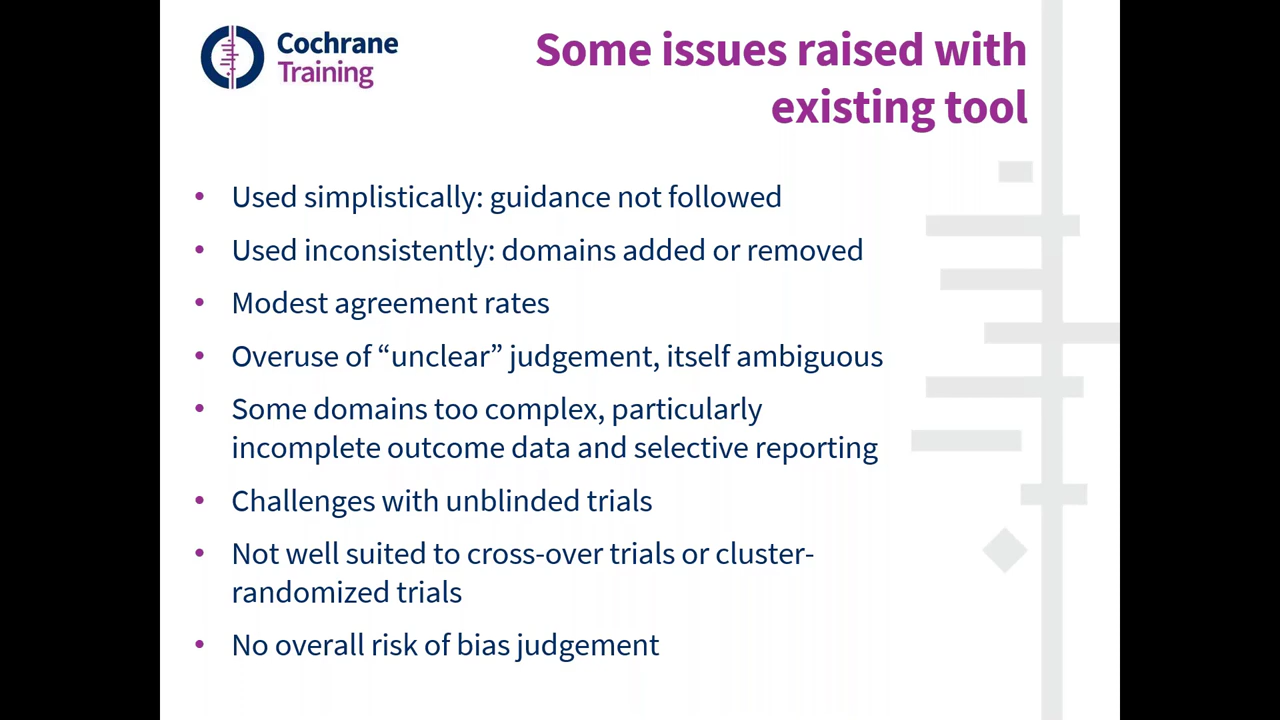 Cochrane
Training
Some issues raised with
existing tool
• Used simplistically: guidance not followed
• Used inconsistently: domains added or removed
• Modest agreement rates
• Overuse of “unclear” judgement, itself ambiguous
• Some domains too complex, particularly
incomplete outcome data and selective reporting
• Challenges with unblinded trials
• Not well suited to cross-over trials or cluster-
randomized trials
• No overall risk of bias judgement